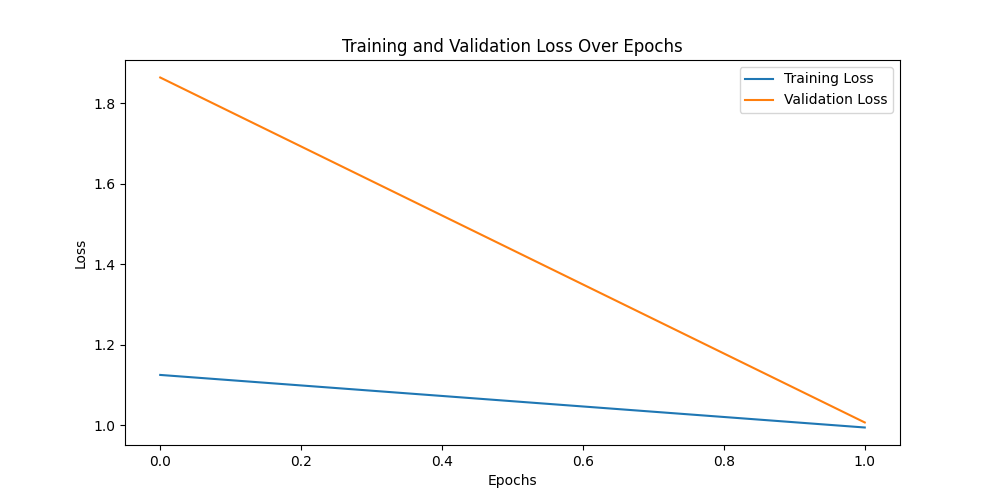 Training and Validation Loss Over Epochs
Training Loss
Validation Loss
Loss
1.8
1.6
1.4
1.2
1.0
0.0 0.2 0.4 0.6 0.8 1.0
Epochs